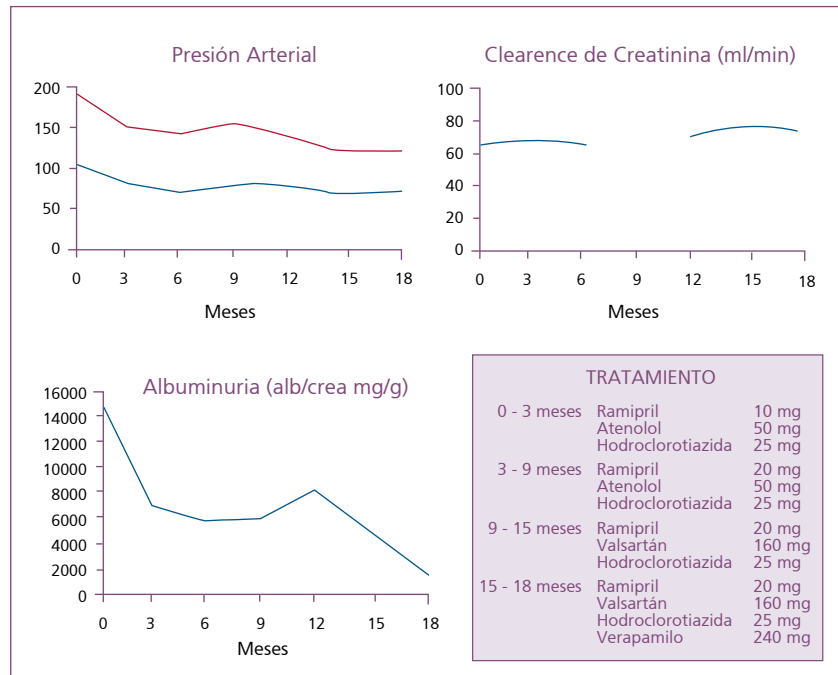 Presión Arterial
200
150
100
50
0
0 3 6 9 12 15 18
Meses
Clearence de Creatinina (ml/min)
100
80
60
40
20
0
0 3 6 9 12 15 18
Meses
Albuminuria (alb/crea mg/g)
16000
14000
12000
10000
8000
6000
4000
2000
0
0 3 6 9 12 15 18
Meses
TRATAMIENTO
0 - 3 meses Ramipril 10 mg
Atenolol 50 mg
Hodroclorotiazida 25 mg
3 - 9 meses Ramipril 20 mg
Atenolol 50 mg
Hodroclorotiazida 25 mg
9 - 15 meses Ramipril 20 mg
Valsartán 160 mg
Hodroclorotiazida 25 mg
15 - 18 meses Ramipril 20 mg
Valsartán 160 mg
Hodroclorotiazida 25 mg
Verapamilo 240 mg